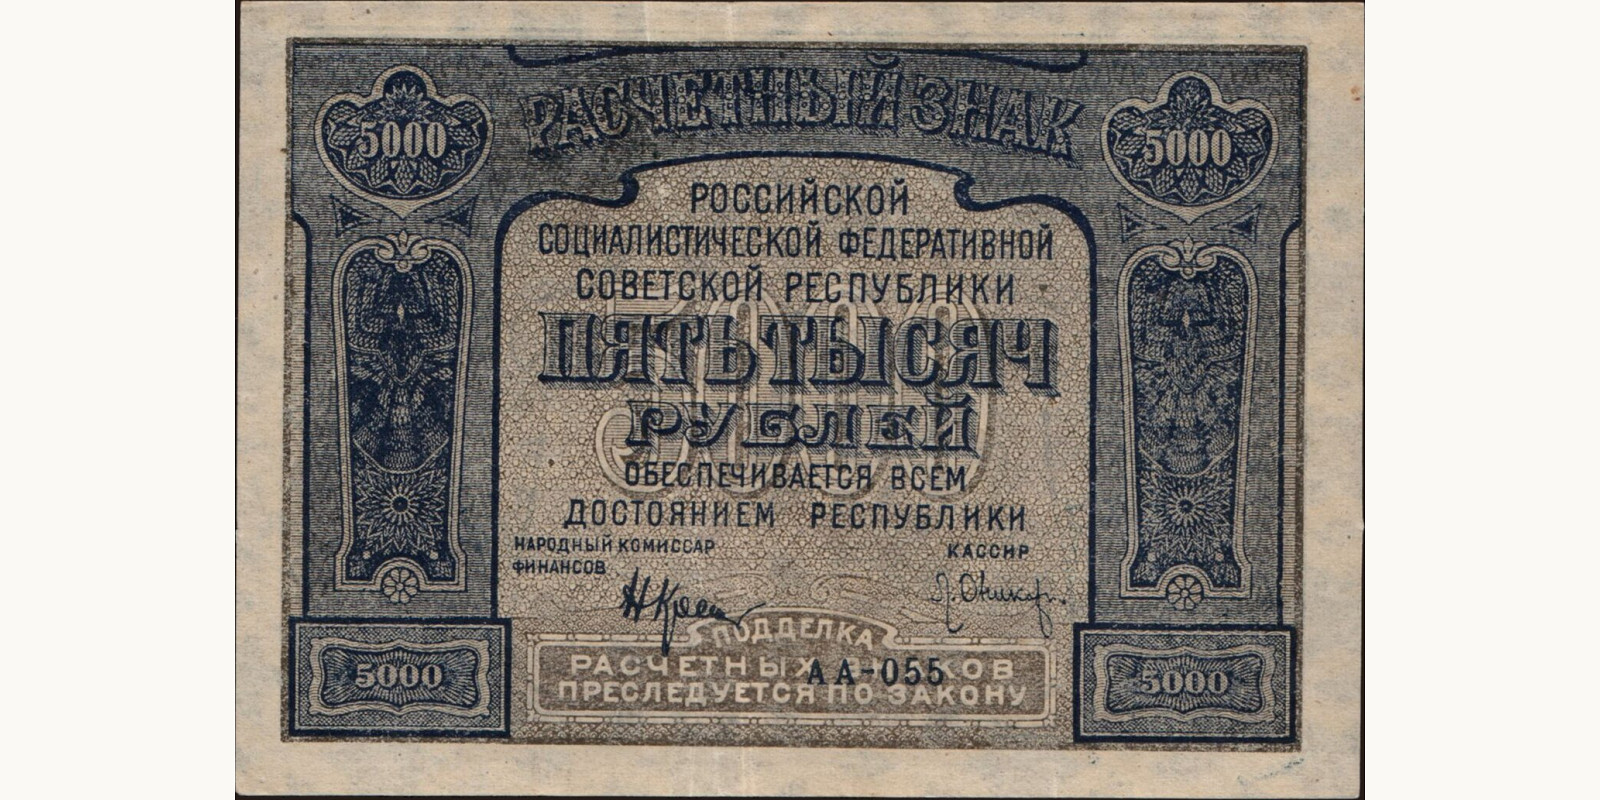 РАСЧЕТНЫЙ ЗНАК
5000 5000
РОССИЙСКОЙ
СОЦИАЛИСТИЧЕСКОЙ ФЕДЕРАТИВНОЙ
СОВЕТСКОЙ РЕСПУБЛИКИ
5000
ПЯТЬ ТЫСЯЧ
РУБЛЕЙ
ОБЕСПЕЧИВАЕТСЯ ВСЕМ
ДОСТОЯНИЕМ РЕСПУБЛИКИ
НАРОДНЫЙ КОМИССАР
ФИНАНСОВ
КАССИР
ПОДДЕЛКА
РАСЧЕТНЫХ ЗНАКОВ
АА-055
ПРЕСЛЕДУЕТСЯ ПО ЗАКОНУ
5000 5000